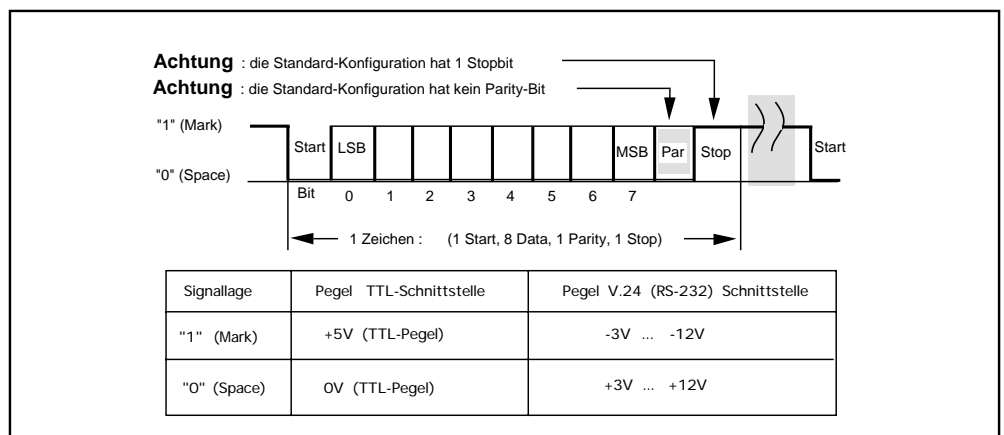 Achtung : die Standard-Konfiguration hat 1 Stopbit
Achtung : die Standard-Konfiguration hat kein Parity-Bit
"1" (Mark)
Start LSB MSB Par Stop Start
"0" (Space)
Bit 0 1 2 3 4 5 6 7
1 Zeichen : (1 Start, 8 Data, 1 Parity, 1 Stop)
Signallage Pegel TTL-Schnittstelle Pegel V.24 (RS-232) Schnittstelle
"1" (Mark) +5V (TTL-Pegel) -3V ... -12V
"0" (Space) 0V (TTL-Pegel) +3V ... +12V